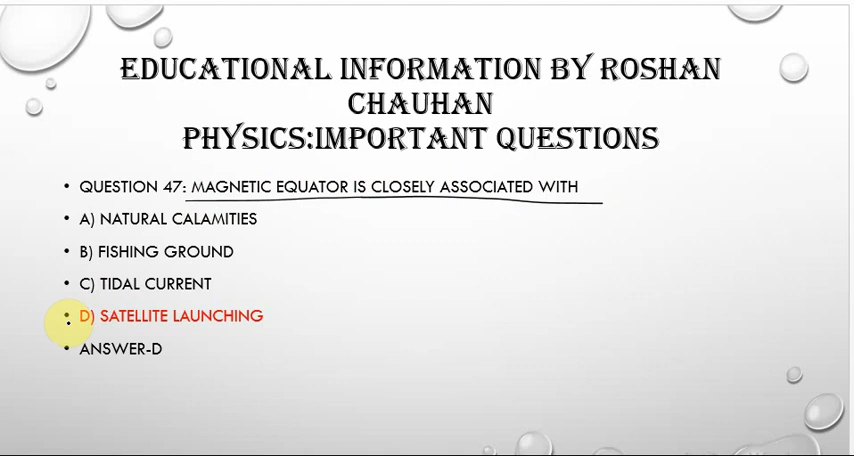 EDUCATIONAL INFORMATION BY ROSHAN
CHAUHAN
PHYSICS:IMPORTANT QUESTIONS
• QUESTION 47: MAGNETIC EQUATOR IS CLOSELY ASSOCIATED WITH
• A) NATURAL CALAMITIES
• B) FISHING GROUND
• C) TIDAL CURRENT
• D) SATELLITE LAUNCHING
• ANSWER-D